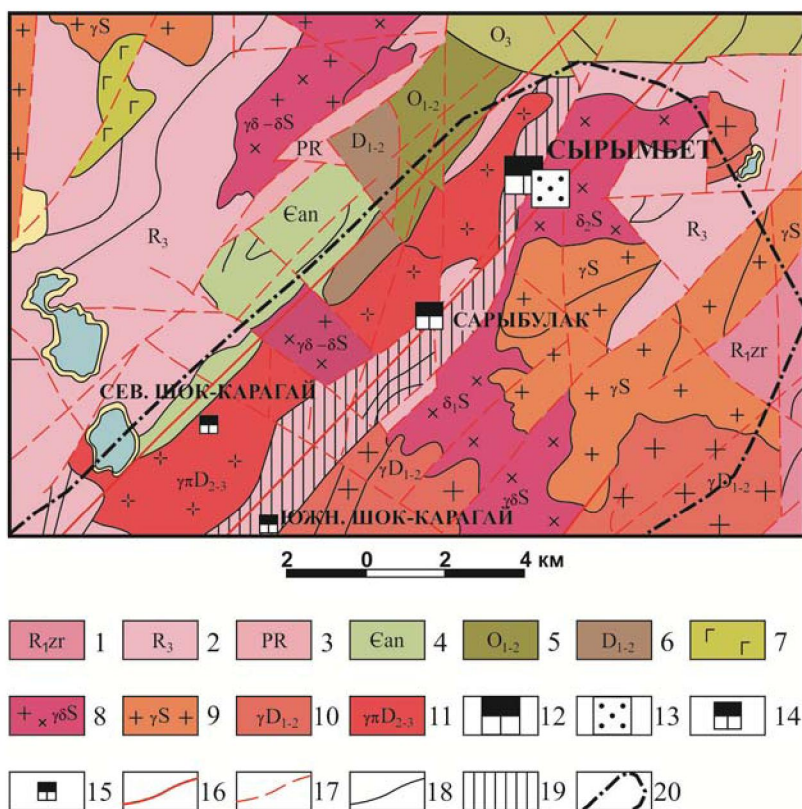 γS
O₃
γδ–δS
O₁₋₂
PR
D₁₋₂
СЫРЫМБЕТ
Єan
R₃
δ₂S
R₃
γS
γS
САРЫБУЛАК
R₁zr
γδ–δS
γS
СЕВ. ШОК-КАРАГАЙ
δ₁S
γπD₂₋₃
γD₁₋₂
γD₁₋₂
γδS
ЮЖН. ШОК-КАРАГАЙ
2 0 2 4 км
R₁zr 1 R₃ 2 PR 3 Єan 4 O₁₋₂ 5 D₁₋₂ 6 Г Г 7
+ × γδS 8 + γS + 9 γD₁₋₂ 10 γπD₂₋₃ 11 12 13 14
15 16 17 18 19 20